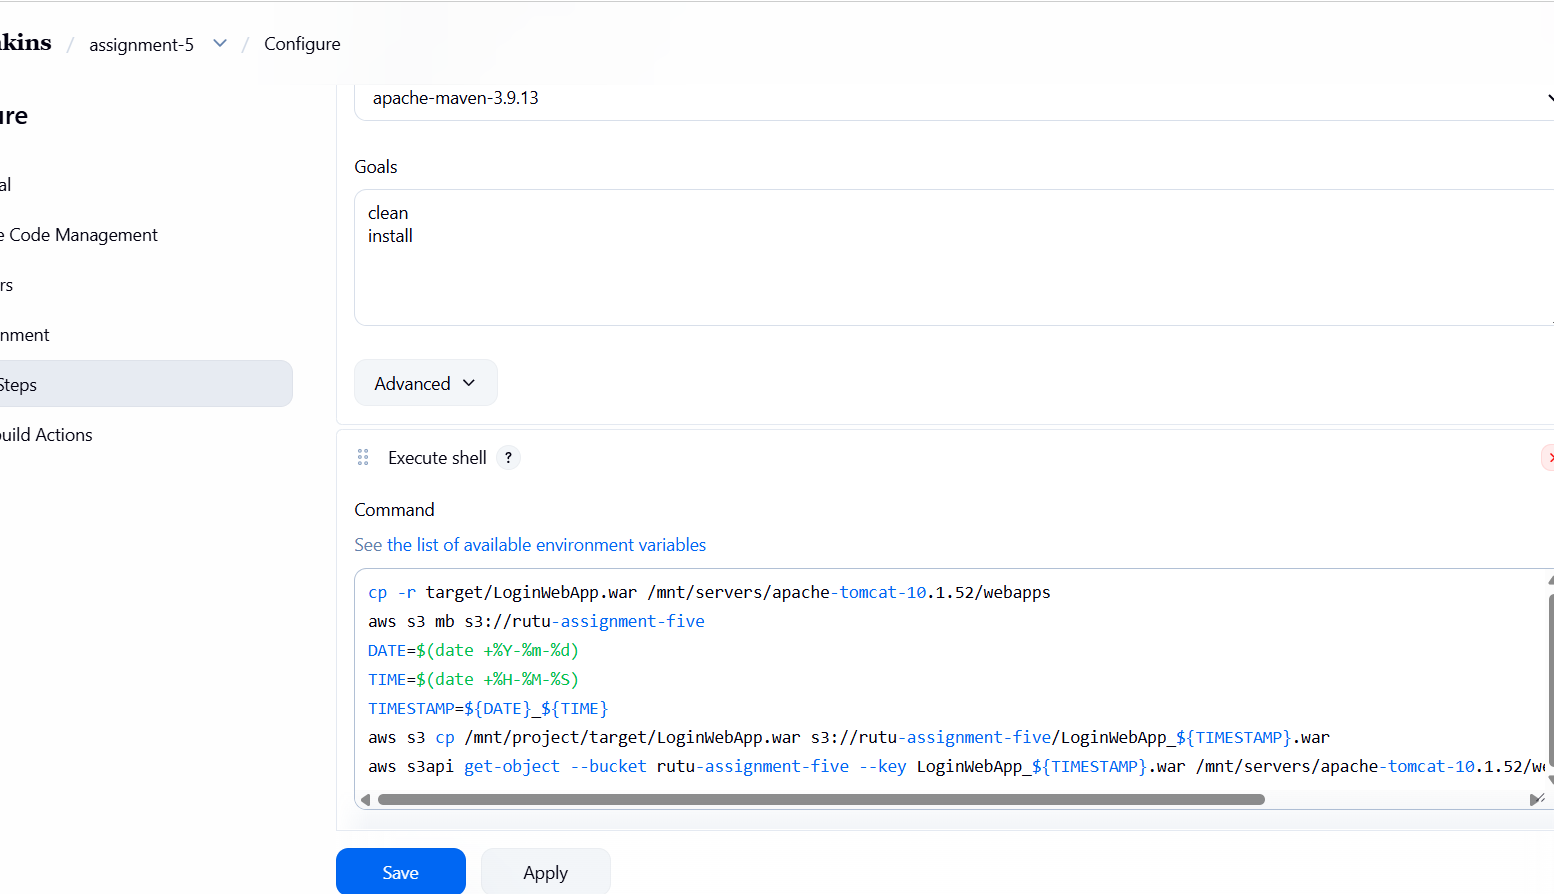 kins / assignment-5 / Configure
ure
al
e Code Management
rs
nment
Steps
build Actions
apache-maven-3.9.13
Goals
clean
install
Advanced
Execute shell ?
Command
See the list of available environment variables
cp -r target/LoginWebApp.war /mnt/servers/apache-tomcat-10.1.52/webapps
aws s3 mb s3://rutu-assignment-five
DATE=$(date +%Y-%m-%d)
TIME=$(date +%H-%M-%S)
TIMESTAMP=${DATE}_${TIME}
aws s3 cp /mnt/project/target/LoginWebApp.war s3://rutu-assignment-five/LoginWebApp_${TIMESTAMP}.war
aws s3api get-object --bucket rutu-assignment-five --key LoginWebApp_${TIMESTAMP}.war /mnt/servers/apache-tomcat-10.1.52/we
Save
Apply